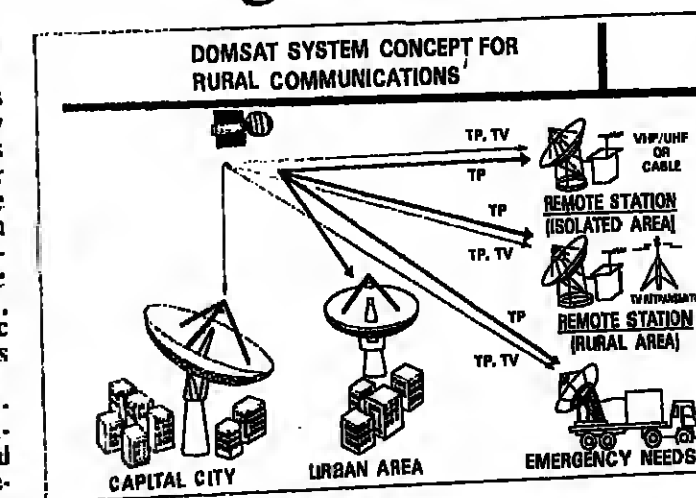 DOMSAT SYSTEM CONCEPT FOR
RURAL COMMUNICATIONS
TP, TV
TP
VHF/UHF
OR
CABLE
REMOTE STATION
(ISOLATED AREA)
TP
TP, TV
REMOTE STATION
(RURAL AREA)
TP
TP, TV
CAPITAL CITY
URBAN AREA
EMERGENCY NEEDS